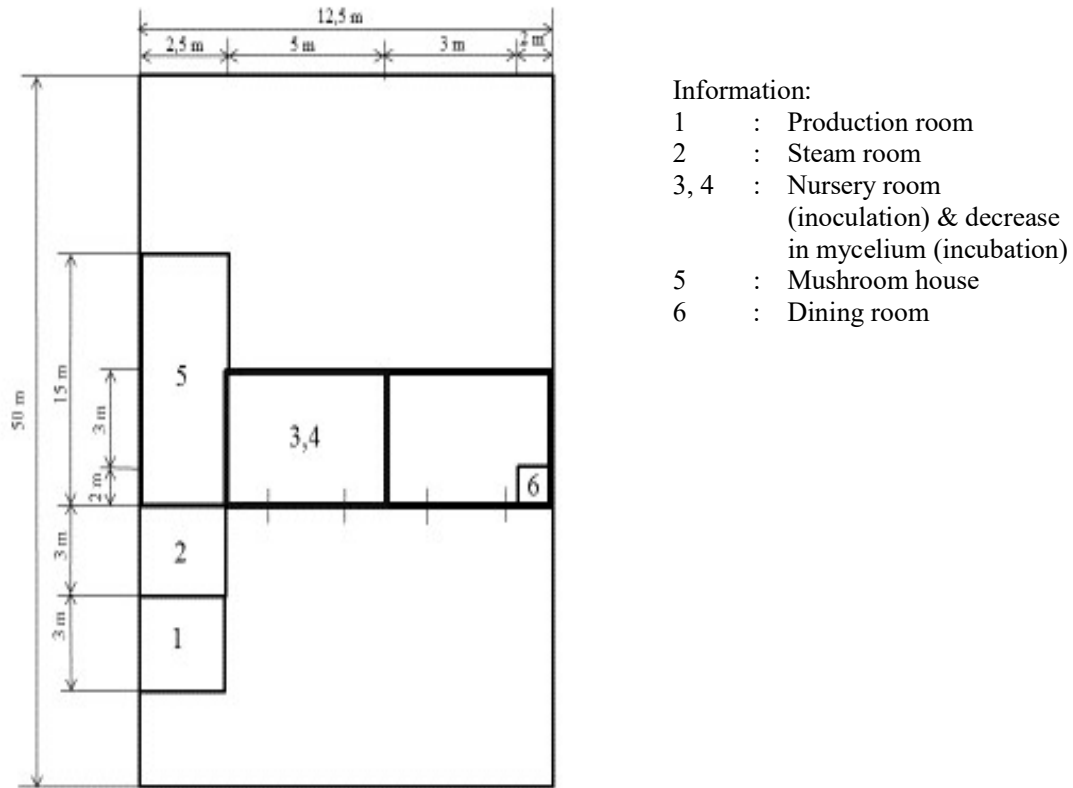 12,5 m
2,5 m 5 m 3 m 2 m
Information:
1 : Production room
2 : Steam room
3, 4 : Nursery room
(inoculation) & decrease
in mycelium (incubation)
5 : Mushroom house
6 : Dining room
50 m
15 m
3 m
2 m
3 m
3 m
5
3,4
6
2
1